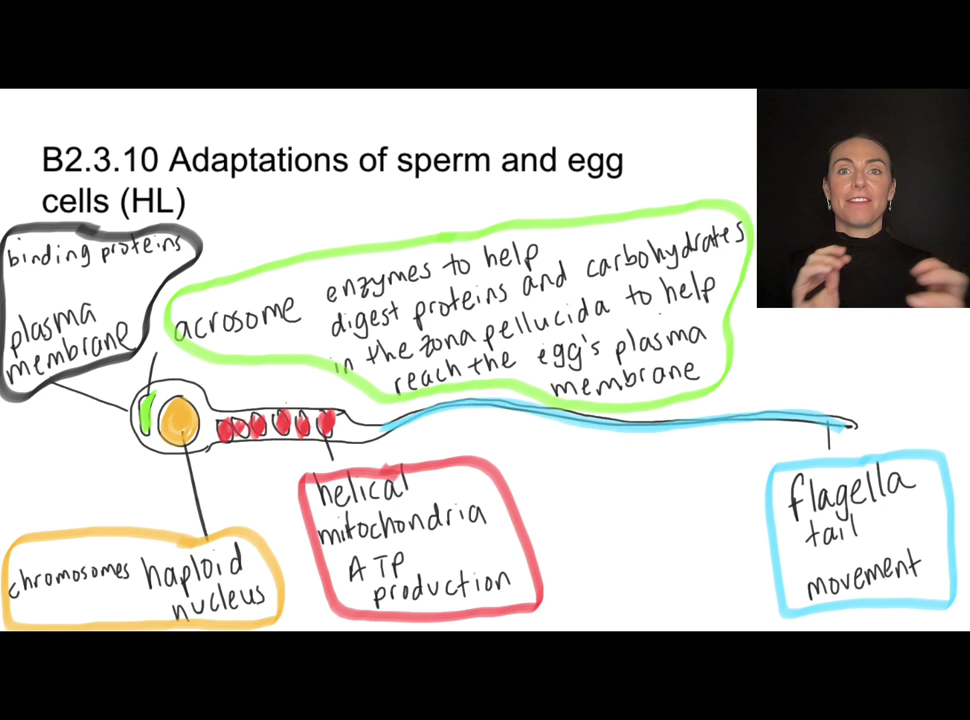 B2.3.10 Adaptations of sperm and egg
cells (HL)
binding proteins
plasma
membrane
acrosome
enzymes to help
digest proteins and carbohydrates
in the zona pellucida to help
reach the egg's plasma
membrane
chromosomes haploid
nucleus
helical
mitochondria
ATP
production
flagella
tail
movement